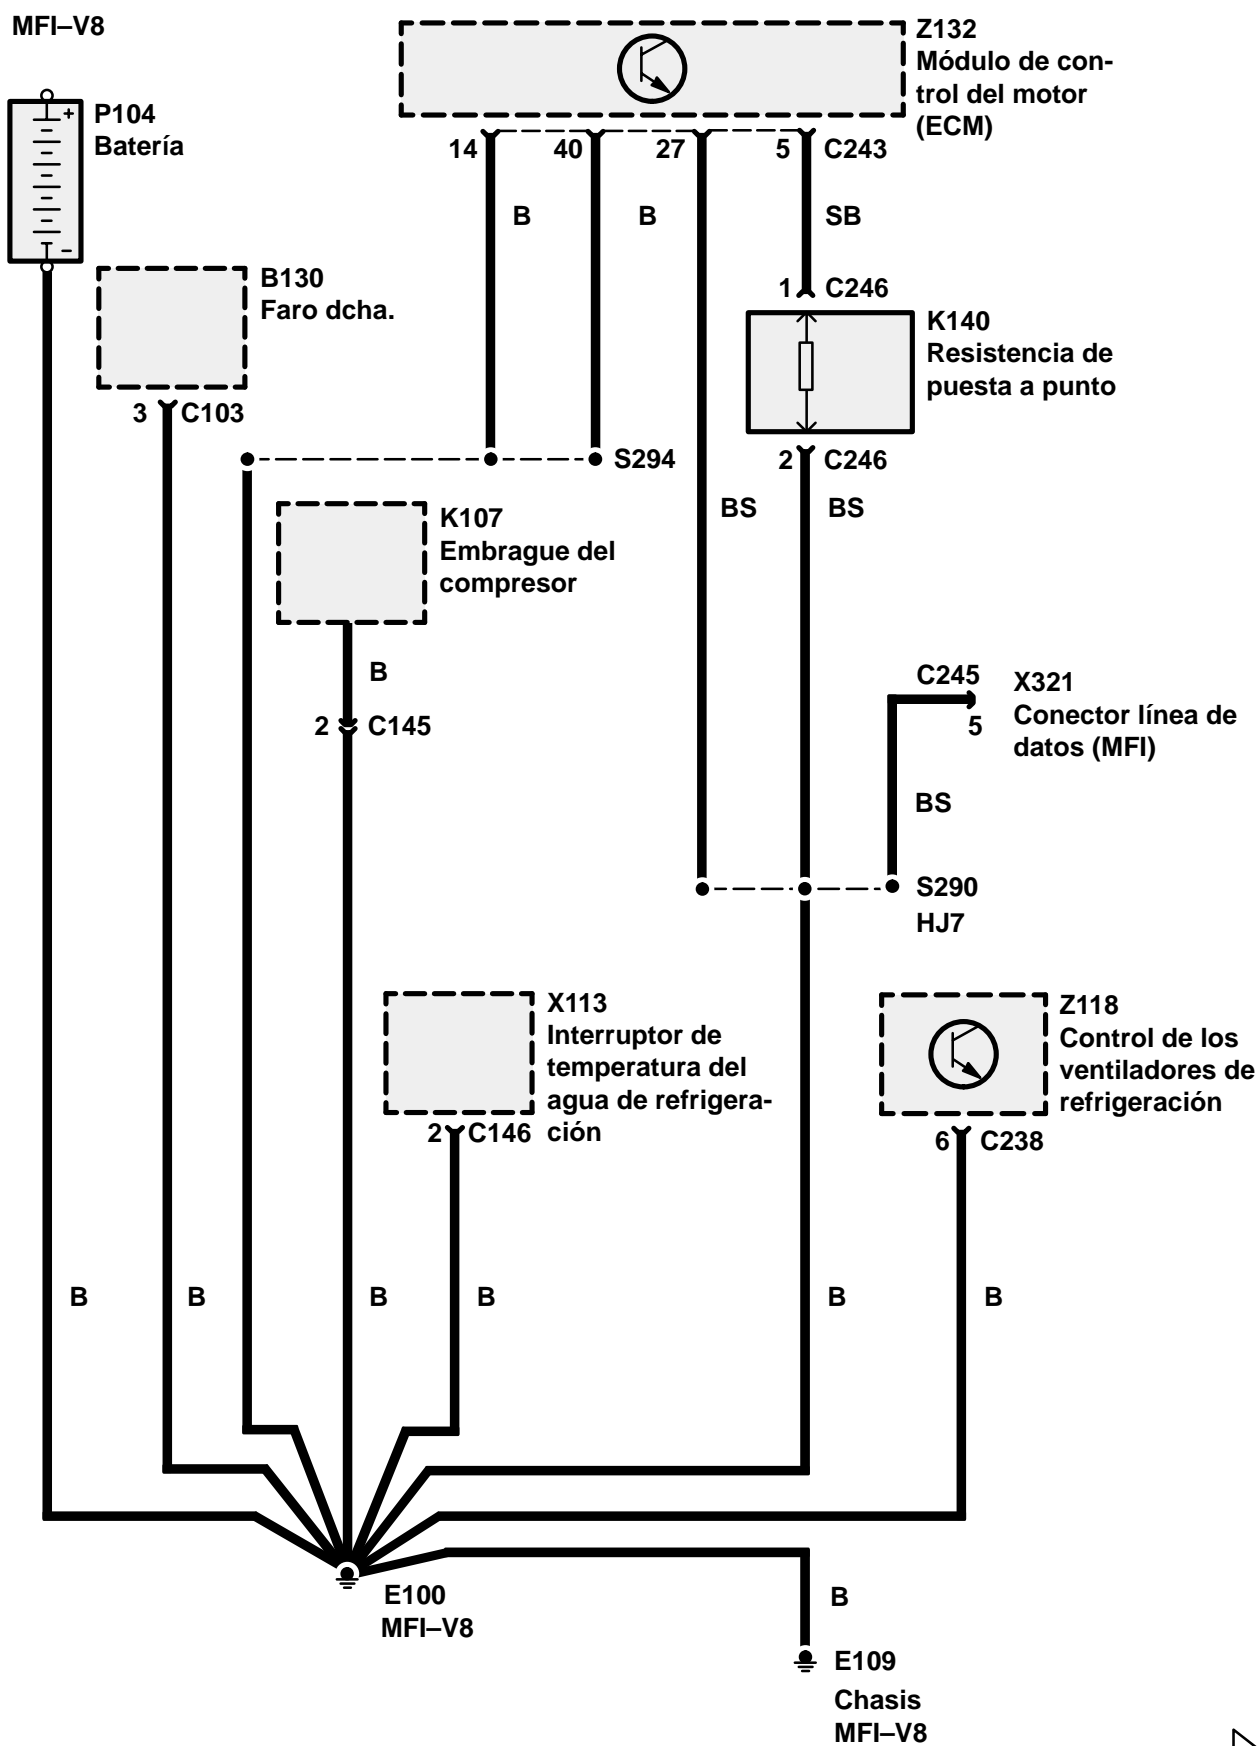 MFI–V8
Z132
Módulo de con-
trol del motor
(ECM)
+
P104
Batería
–
14
40
27
5
C243
B
B
SB
B130
Faro dcha.
1
C246
K140
Resistencia de
puesta a punto
3
C103
S294
2
C246
BS
BS
K107
Embrague del
compresor
B
2
C145
C245
5
X321
Conector línea de
datos (MFI)
BS
S290
HJ7
X113
Interruptor de
temperatura del
agua de refrigera-
ción
2
C146
Z118
Control de los
ventiladores de
refrigeración
6
C238
B
B
B
B
B
B
E100
MFI–V8
B
E109
Chasis
MFI–V8